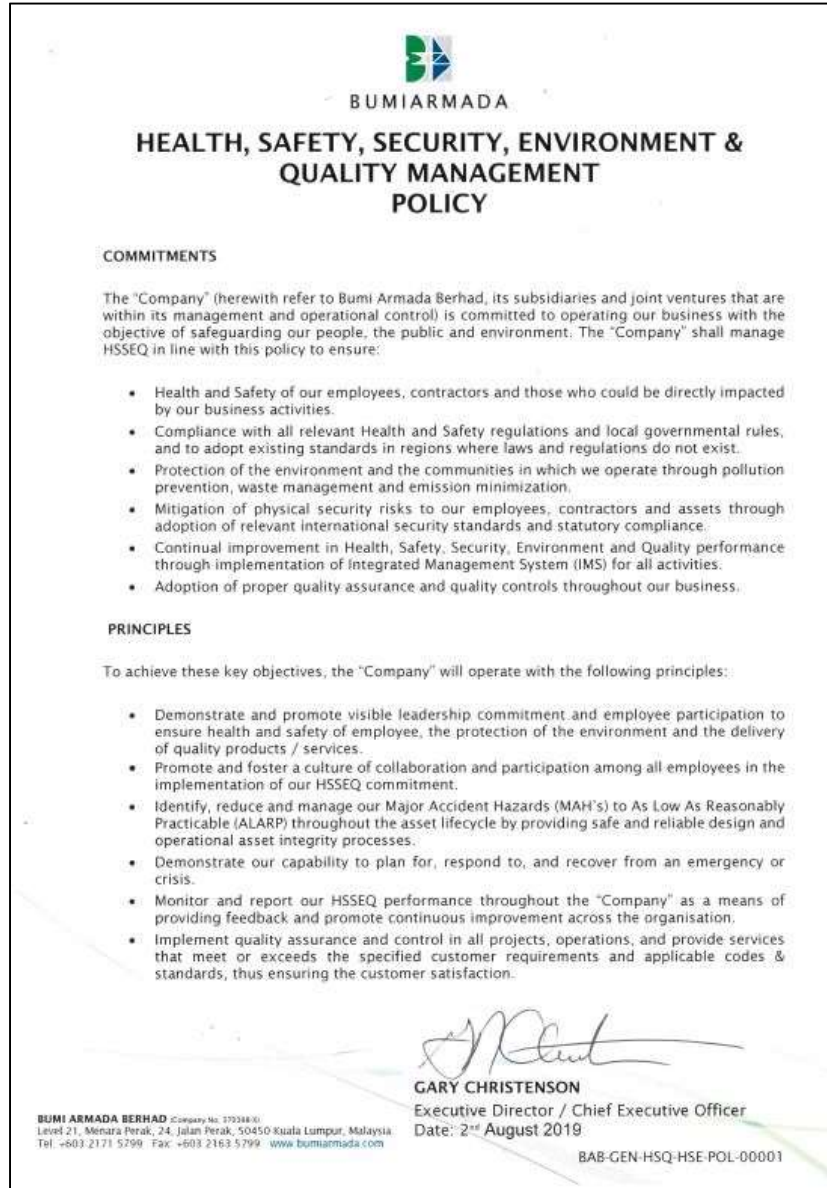 BUMIARMADA
HEALTH, SAFETY, SECURITY, ENVIRONMENT &
QUALITY MANAGEMENT
POLICY
COMMITMENTS
The "Company" (herewith refer to Bumi Armada Berhad, its subsidiaries and joint ventures that are
within its management and operational control) is committed to operating our business with the
objective of safeguarding our people, the public and environment. The "Company" shall manage
HSSEQ in line with this policy to ensure:
• Health and Safety of our employees, contractors and those who could be directly impacted
by our business activities.
• Compliance with all relevant Health and Safety regulations and local governmental rules,
and to adopt existing standards in regions where laws and regulations do not exist.
• Protection of the environment and the communities in which we operate through pollution
prevention, waste management and emission minimization.
• Mitigation of physical security risks to our employees, contractors and assets through
adoption of relevant international security standards and statutory compliance.
• Continual improvement in Health, Safety, Security, Environment and Quality performance
through implementation of Integrated Management System (IMS) for all activities.
• Adoption of proper quality assurance and quality controls throughout our business.
PRINCIPLES
To achieve these key objectives, the "Company" will operate with the following principles:
• Demonstrate and promote visible leadership commitment and employee participation to
ensure health and safety of employee, the protection of the environment and the delivery
of quality products / services.
• Promote and foster a culture of collaboration and participation among all employees in the
implementation of our HSSEQ commitment.
• Identify, reduce and manage our Major Accident Hazards (MAH's) to As Low As Reasonably
Practicable (ALARP) throughout the asset lifecycle by providing safe and reliable design and
operational asset integrity processes.
• Demonstrate our capability to plan for, respond to, and recover from an emergency or
crisis.
• Monitor and report our HSSEQ performance throughout the "Company" as a means of
providing feedback and promote continuous improvement across the organisation.
• Implement quality assurance and control in all projects, operations, and provide services
that meet or exceeds the specified customer requirements and applicable codes &
standards, thus ensuring the customer satisfaction.
GARY CHRISTENSON
Executive Director / Chief Executive Officer
Date: 2nd August 2019
BUMI ARMADA BERHAD (Company No. 370398-X)
Level 21, Menara Perak, 24, Jalan Perak, 50450 Kuala Lumpur, Malaysia
Tel: +603 2171 5799 Fax: +603 2163 5799 www.bumiarmada.com
BAB-GEN-HSQ-HSE-POL-00001